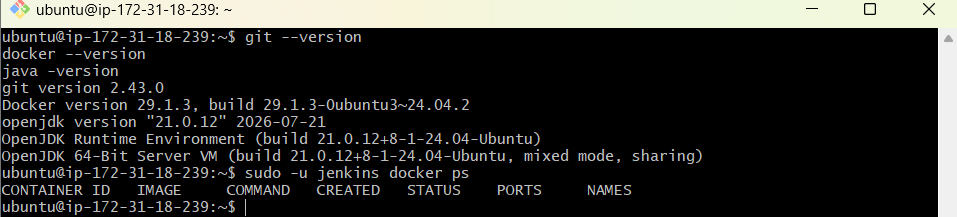 ubuntu@ip-172-31-18-239: ~
ubuntu@ip-172-31-18-239:~$ git --version
docker --version
java -version
git version 2.43.0
Docker version 29.1.3, build 29.1.3-0ubuntu3~24.04.2
openjdk version "21.0.12" 2026-07-21
OpenJDK Runtime Environment (build 21.0.12+8-1-24.04-Ubuntu)
OpenJDK 64-Bit Server VM (build 21.0.12+8-1-24.04-Ubuntu, mixed mode, sharing)
ubuntu@ip-172-31-18-239:~$ sudo -u jenkins docker ps
CONTAINER ID   IMAGE     COMMAND   CREATED   STATUS    PORTS     NAMES
ubuntu@ip-172-31-18-239:~$